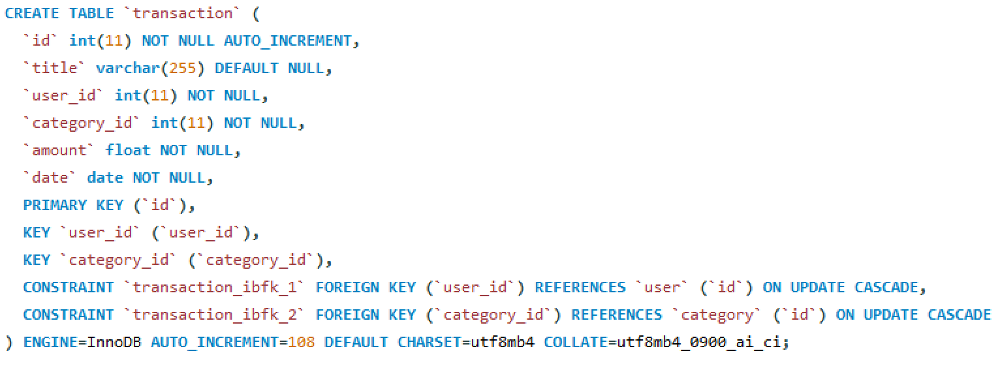 CREATE TABLE `transaction` (
  `id` int(11) NOT NULL AUTO_INCREMENT,
  `title` varchar(255) DEFAULT NULL,
  `user_id` int(11) NOT NULL,
  `category_id` int(11) NOT NULL,
  `amount` float NOT NULL,
  `date` date NOT NULL,
  PRIMARY KEY (`id`),
  KEY `user_id` (`user_id`),
  KEY `category_id` (`category_id`),
  CONSTRAINT `transaction_ibfk_1` FOREIGN KEY (`user_id`) REFERENCES `user` (`id`) ON UPDATE CASCADE,
  CONSTRAINT `transaction_ibfk_2` FOREIGN KEY (`category_id`) REFERENCES `category` (`id`) ON UPDATE CASCADE
) ENGINE=InnoDB AUTO_INCREMENT=108 DEFAULT CHARSET=utf8mb4 COLLATE=utf8mb4_0900_ai_ci;